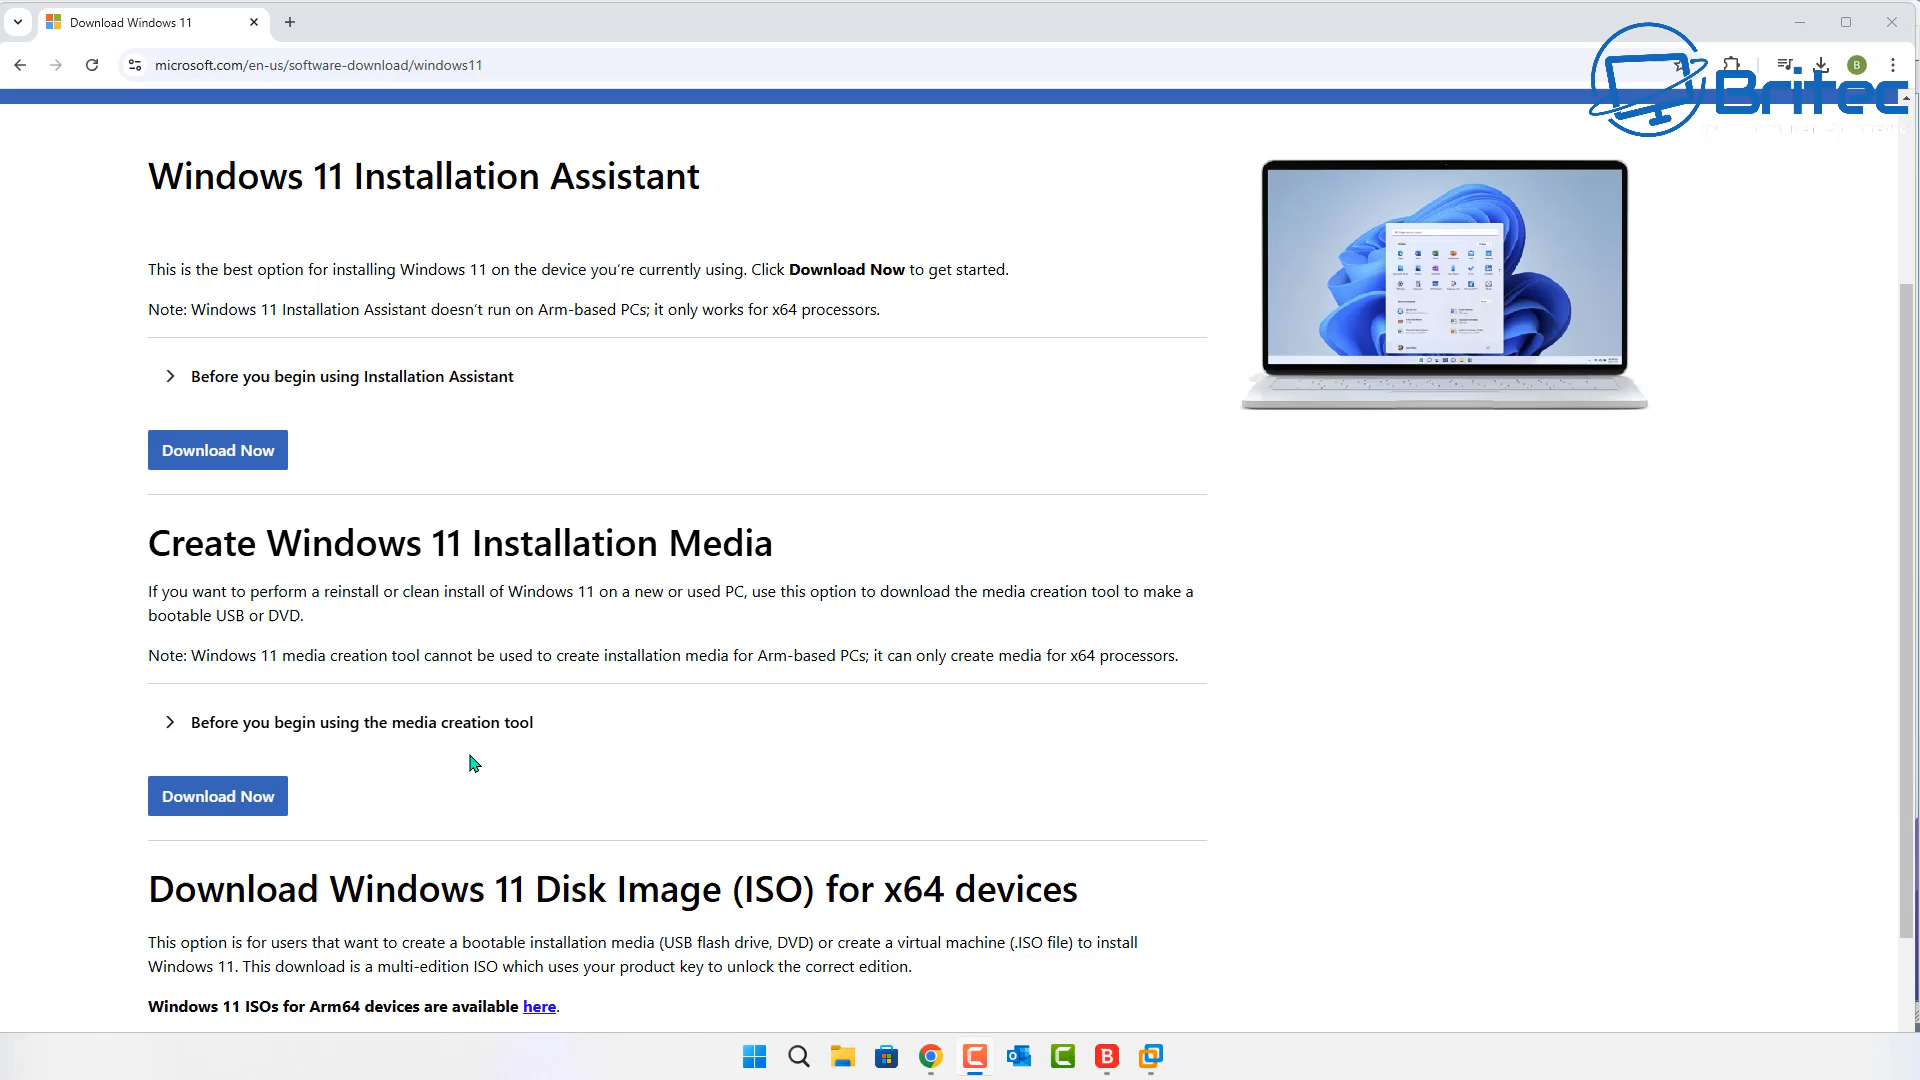 Download Windows 11
microsoft.com/en-us/software-download/windows11
B
Britec
Windows 11 Installation Assistant
This is the best option for installing Windows 11 on the device you're currently using. Click Download Now to get started.
Note: Windows 11 Installation Assistant doesn't run on Arm-based PCs; it only works for x64 processors.
Before you begin using Installation Assistant
Download Now
Create Windows 11 Installation Media
If you want to perform a reinstall or clean install of Windows 11 on a new or used PC, use this option to download the media creation tool to make a
bootable USB or DVD.
Note: Windows 11 media creation tool cannot be used to create installation media for Arm-based PCs; it can only create media for x64 processors.
Before you begin using the media creation tool
Download Now
Download Windows 11 Disk Image (ISO) for x64 devices
This option is for users that want to create a bootable installation media (USB flash drive, DVD) or create a virtual machine (.ISO file) to install
Windows 11. This download is a multi-edition ISO which uses your product key to unlock the correct edition.
Windows 11 ISOs for Arm64 devices are available here.